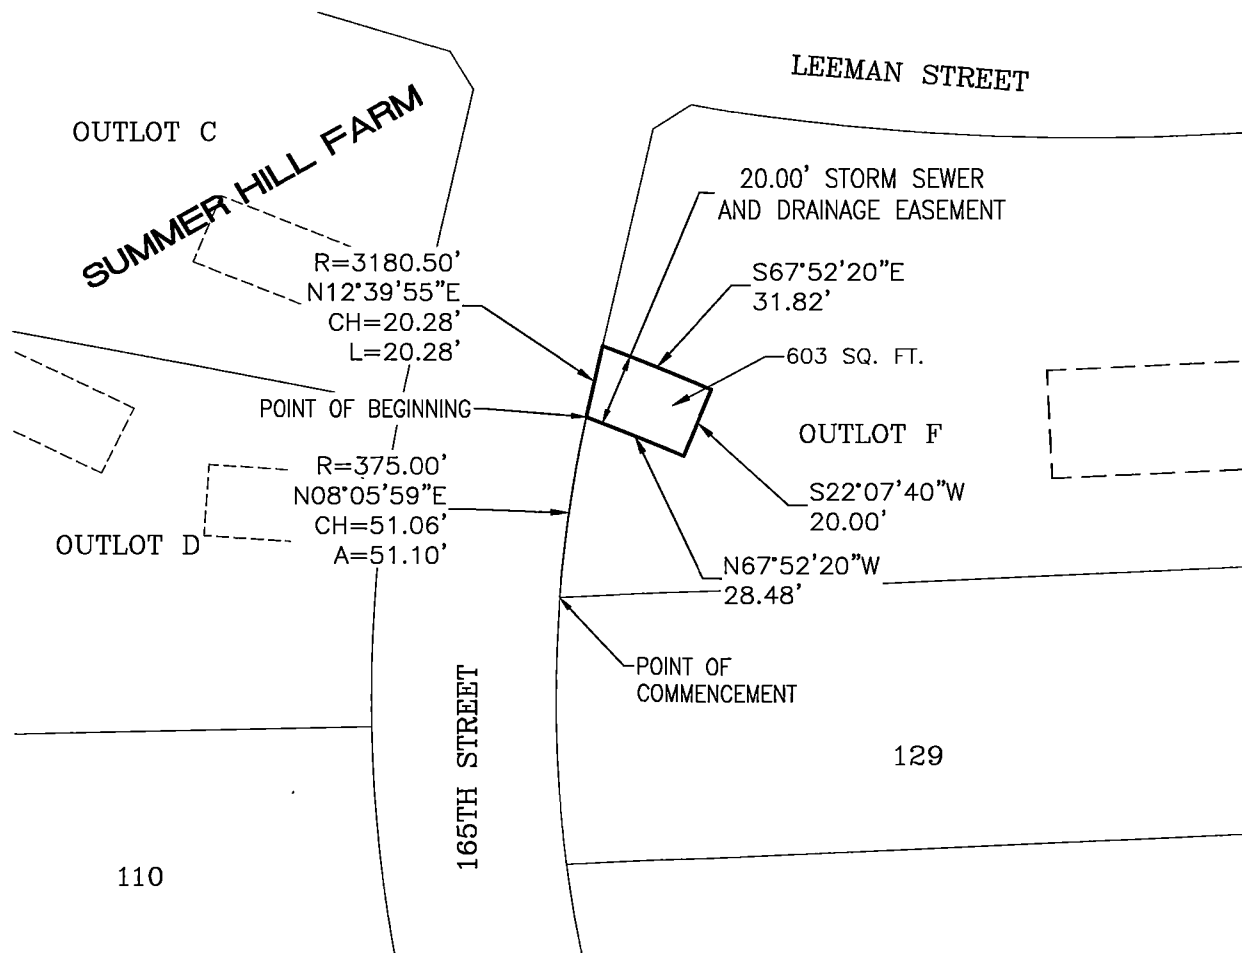 LEEMAN STREET
OUTLOT C
SUMMER HILL FARM
20.00' STORM SEWER
AND DRAINAGE EASEMENT
R=3180.50'
N12°39'55"E
CH=20.28'
L=20.28'
S67°52'20"E
31.82'
603 SQ. FT.
POINT OF BEGINNING
OUTLOT F
R=375.00'
N08°05'59"E
CH=51.06'
A=51.10'
S22°07'40"W
20.00'
OUTLOT D
N67°52'20"W
28.48'
POINT OF
COMMENCEMENT
165TH STREET
129
110